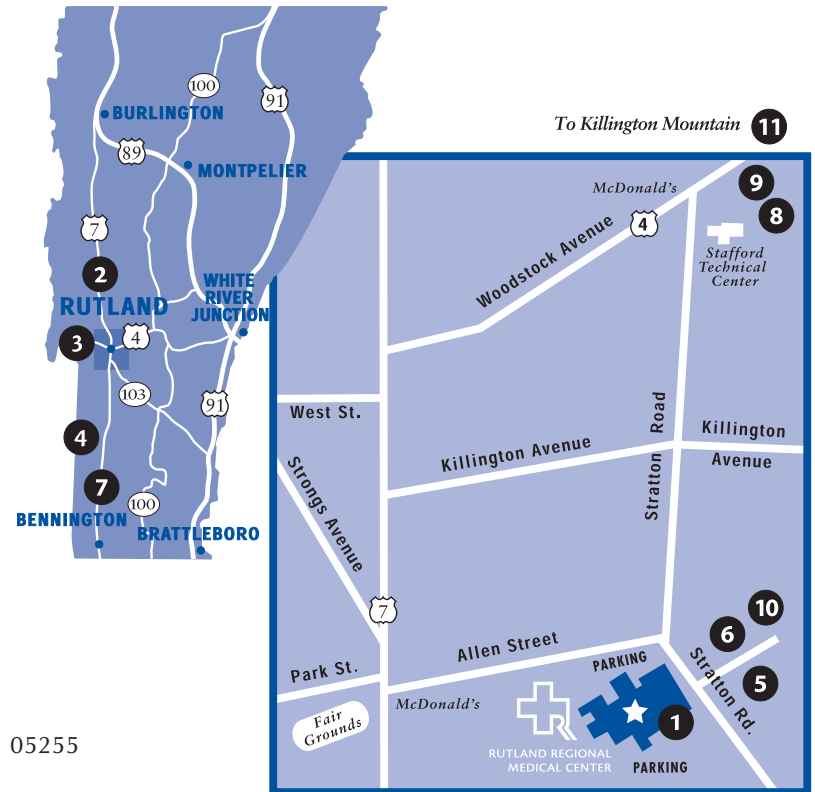 100
91
BURLINGTON
89
MONTPELIER
7
2
WHITE
RIVER
JUNCTION
RUTLAND
3
4
103
91
4
7
100
BENNINGTON
BRATTLEBORO
05255
To Killington Mountain 11
McDonald's
9
8
4
Woodstock Avenue
Stafford
Technical
Center
West St.
Stratton Road
Killington
Avenue
Killington Avenue
Strongs Avenue
7
10
6
Allen Street
PARKING
Stratton Rd.
5
Park St.
McDonald's
Fair
Grounds
1
RUTLAND REGIONAL
MEDICAL CENTER
PARKING